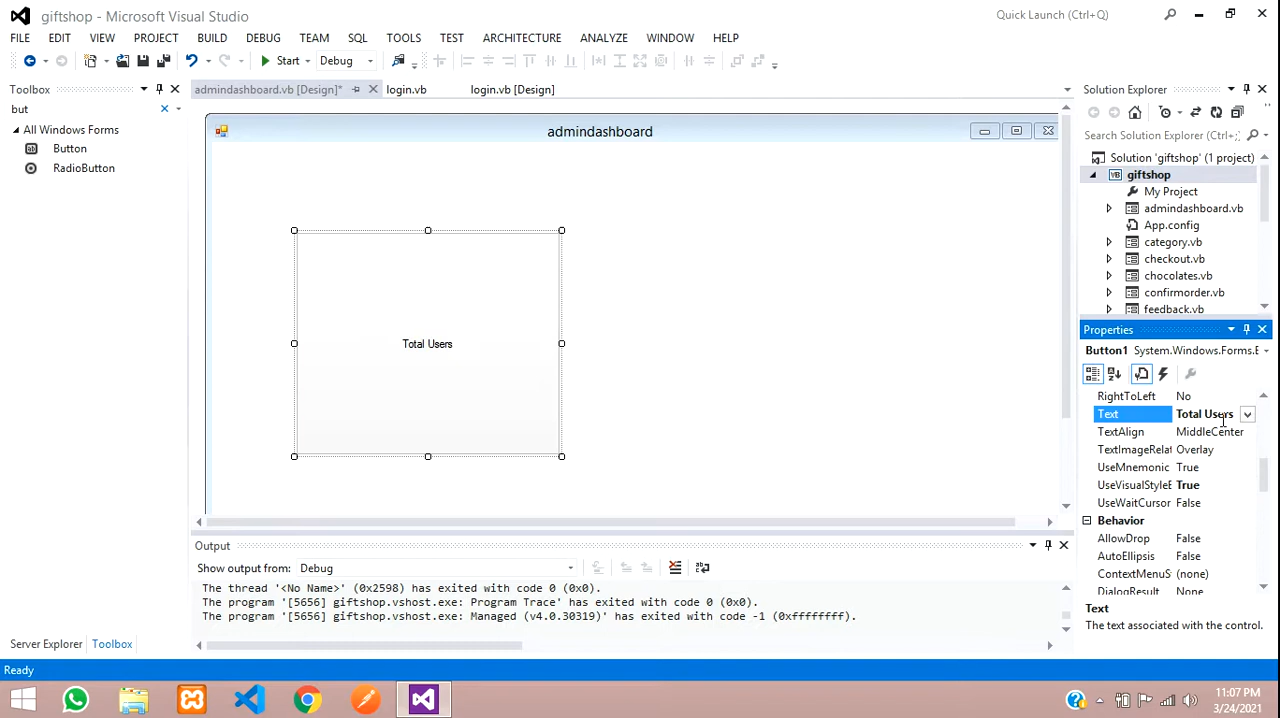 giftshop - Microsoft Visual Studio
Quick Launch (Ctrl+Q)
FILE EDIT VIEW PROJECT BUILD DEBUG TEAM SQL TOOLS TEST ARCHITECTURE ANALYZE WINDOW HELP
Start Debug
Toolbox
but
All Windows Forms
Button
RadioButton
admindashboard.vb [Design]* login.vb login.vb [Design]
admindashboard
Total Users
Solution Explorer
Search Solution Explorer (Ctrl+;)
Solution 'giftshop' (1 project)
VB giftshop
My Project
admindashboard.vb
App.config
category.vb
checkout.vb
chocolates.vb
confirmorder.vb
feedback.vb
Properties
Button1 System.Windows.Forms.B
RightToLeft No
Text Total Users
TextAlign MiddleCenter
TextImageRelat Overlay
UseMnemonic True
UseVisualStyleB True
UseWaitCursor False
Behavior
AllowDrop False
AutoEllipsis False
ContextMenuS (none)
DialogResult None
Text
The text associated with the control.
Output
Show output from: Debug
The thread '<No Name>' (0x2598) has exited with code 0 (0x0).
The program '[5656] giftshop.vshost.exe: Program Trace' has exited with code 0 (0x0).
The program '[5656] giftshop.vshost.exe: Managed (v4.0.30319)' has exited with code -1 (0xffffffff).
Server Explorer Toolbox
Ready
11:07 PM
3/24/2021